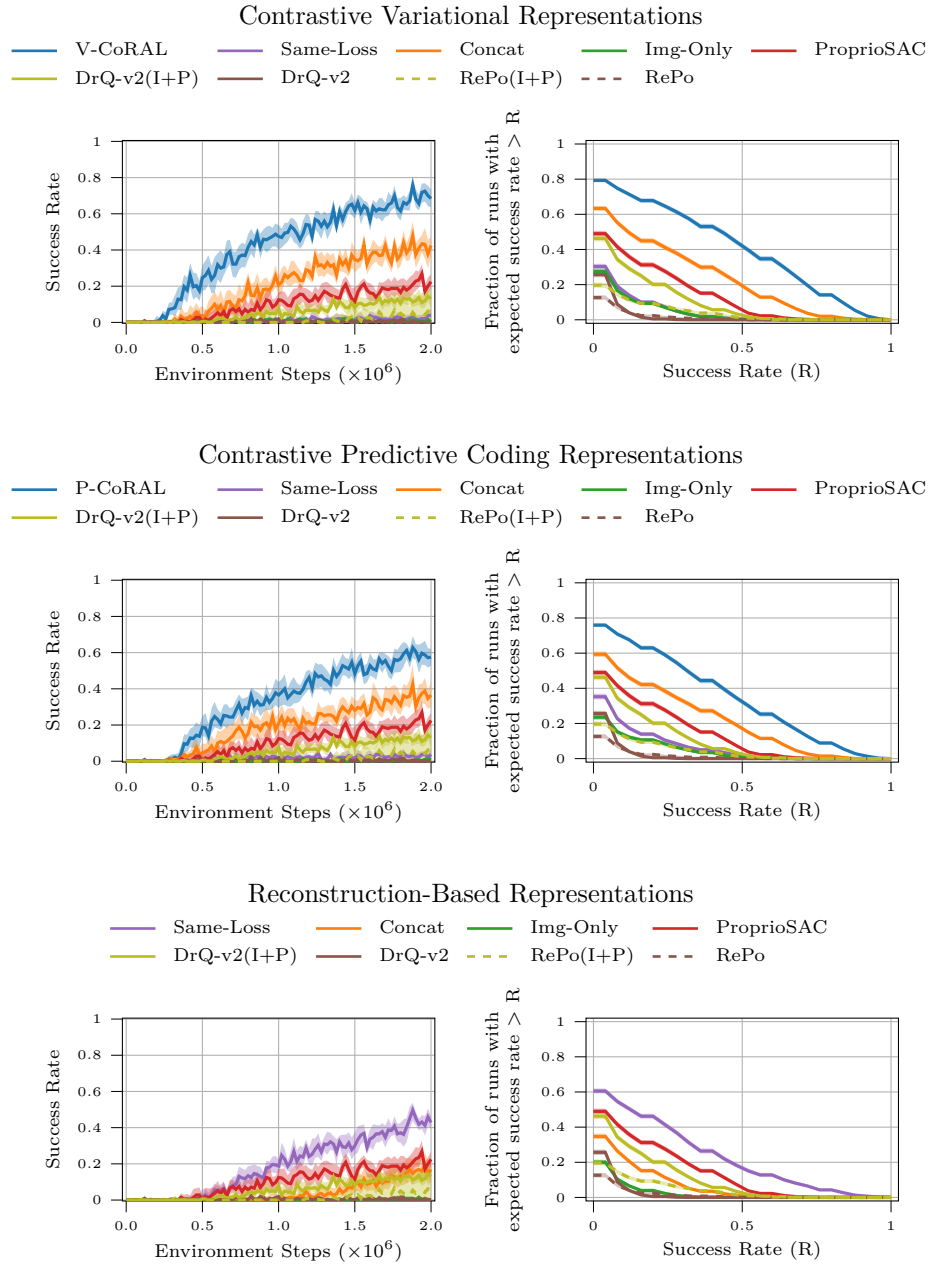 Contrastive Variational Representations
V-CoRAL Same-Loss Concat Img-Only ProprioSAC
DrQ-v2(I+P) DrQ-v2 RePo(I+P) RePo
Success Rate
1
0.8
0.6
0.4
0.2
0
0.0 0.5 1.0 1.5 2.0
Environment Steps (×10⁶)
Fraction of runs with
expected success rate > R
1
0.8
0.6
0.4
0.2
0
0 0.5 1
Success Rate (R)
Contrastive Predictive Coding Representations
P-CoRAL Same-Loss Concat Img-Only ProprioSAC
DrQ-v2(I+P) DrQ-v2 RePo(I+P) RePo
Success Rate
1
0.8
0.6
0.4
0.2
0
0.0 0.5 1.0 1.5 2.0
Environment Steps (×10⁶)
Fraction of runs with
expected success rate > R
1
0.8
0.6
0.4
0.2
0
0 0.5 1
Success Rate (R)
Reconstruction-Based Representations
Same-Loss Concat Img-Only ProprioSAC
DrQ-v2(I+P) DrQ-v2 RePo(I+P) RePo
Success Rate
1
0.8
0.6
0.4
0.2
0
0.0 0.5 1.0 1.5 2.0
Environment Steps (×10⁶)
Fraction of runs with
expected success rate > R
1
0.8
0.6
0.4
0.2
0
0 0.5 1
Success Rate (R)